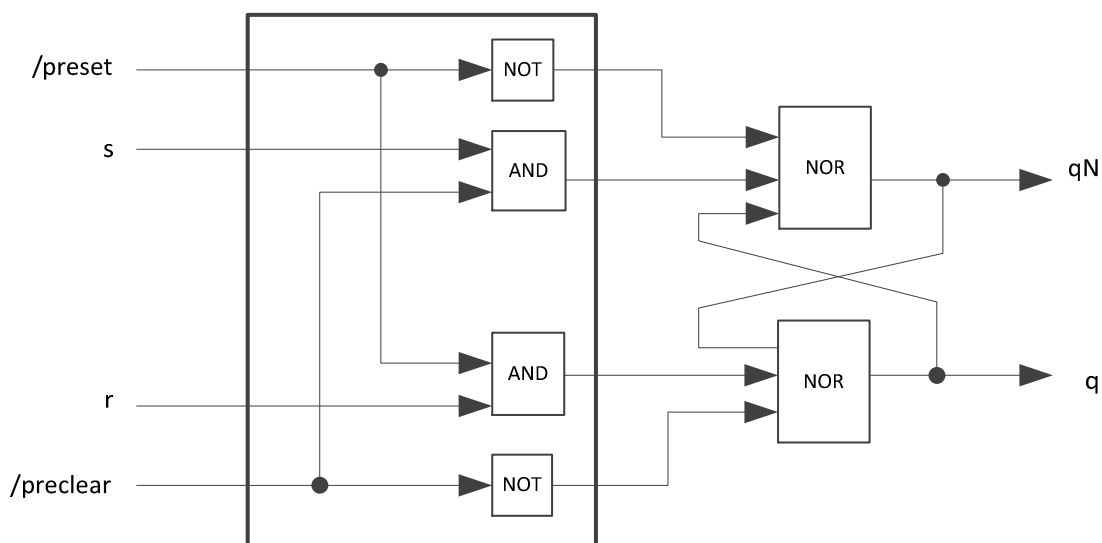 /preset
NOT
s
AND
NOR
qN
r
AND
NOR
q
/preclear
NOT